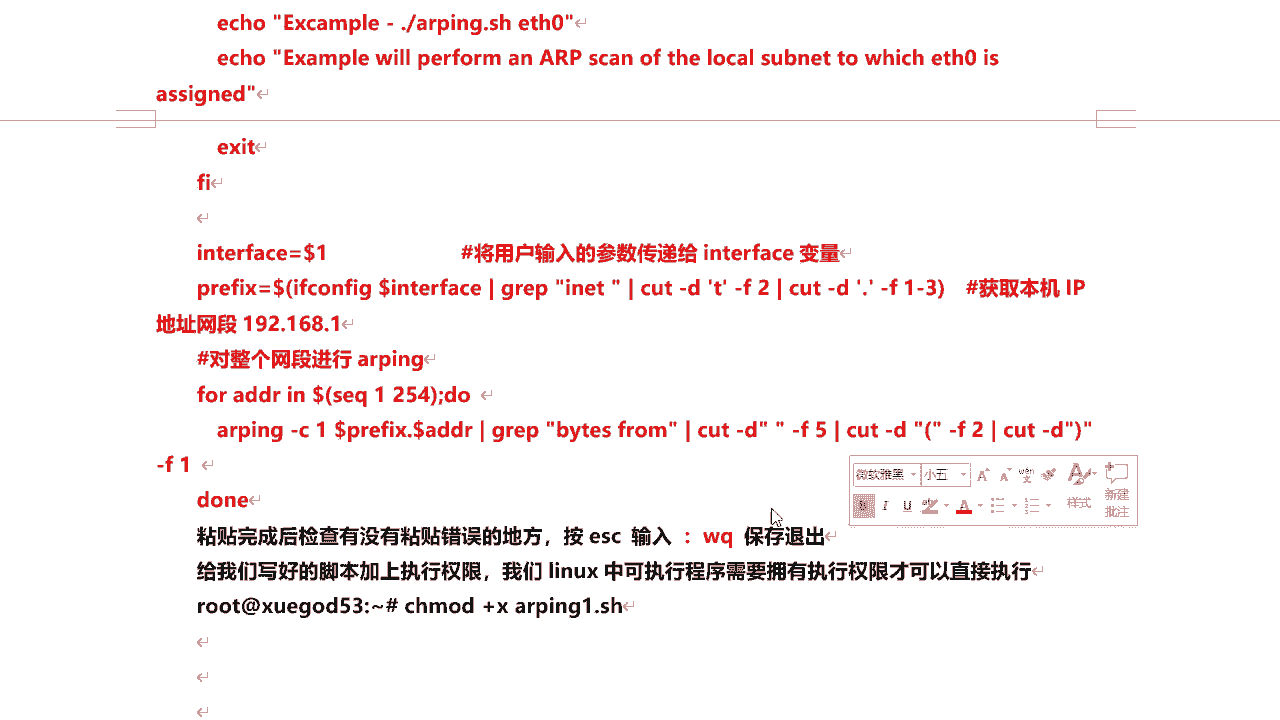 echo "Excample - ./arping.sh eth0"
echo "Example will perform an ARP scan of the local subnet to which eth0 is
assigned"
exit
fi
interface=$1 #将用户输入的参数传递给 interface 变量
prefix=$(ifconfig $interface | grep "inet " | cut -d 't' -f 2 | cut -d '.' -f 1-3) #获取本机 IP
地址网段 192.168.1
#对整个网段进行 arping
for addr in $(seq 1 254);do
arping -c 1 $prefix.$addr | grep "bytes from" | cut -d" " -f 5 | cut -d "(" -f 2 | cut -d")"
-f 1
微软雅黑 小五 A A wén 文 A 新建
B I U ab A 样式 批注
done
粘贴完成后检查有没有粘贴错误的地方，按 esc 输入 ：wq 保存退出
给我们写好的脚本加上执行权限，我们 linux 中可执行程序需要拥有执行权限才可以直接执行
root@xuegod53:~# chmod +x arping1.sh